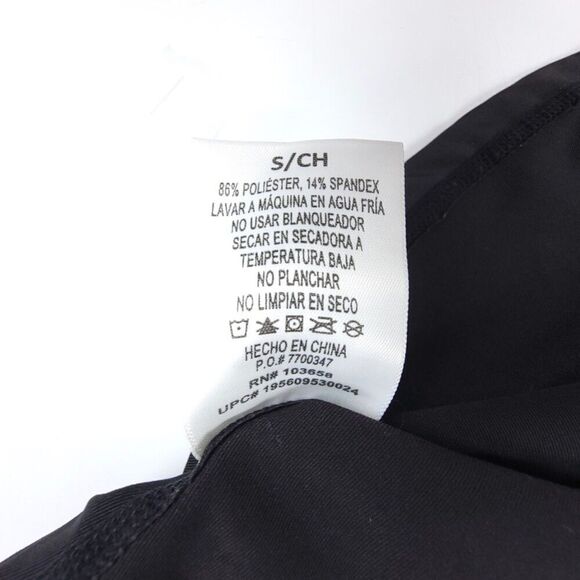 S/CH
86% POLIÉSTER, 14% SPANDEX
LAVAR A MÁQUINA EN AGUA FRÍA
NO USAR BLANQUEADOR
SECAR EN SECADORA A
TEMPERATURA BAJA
NO PLANCHAR
NO LIMPIAR EN SECO
HECHO EN CHINA
P.O.# 7700347
RN# 103658
UPC# 195609530024